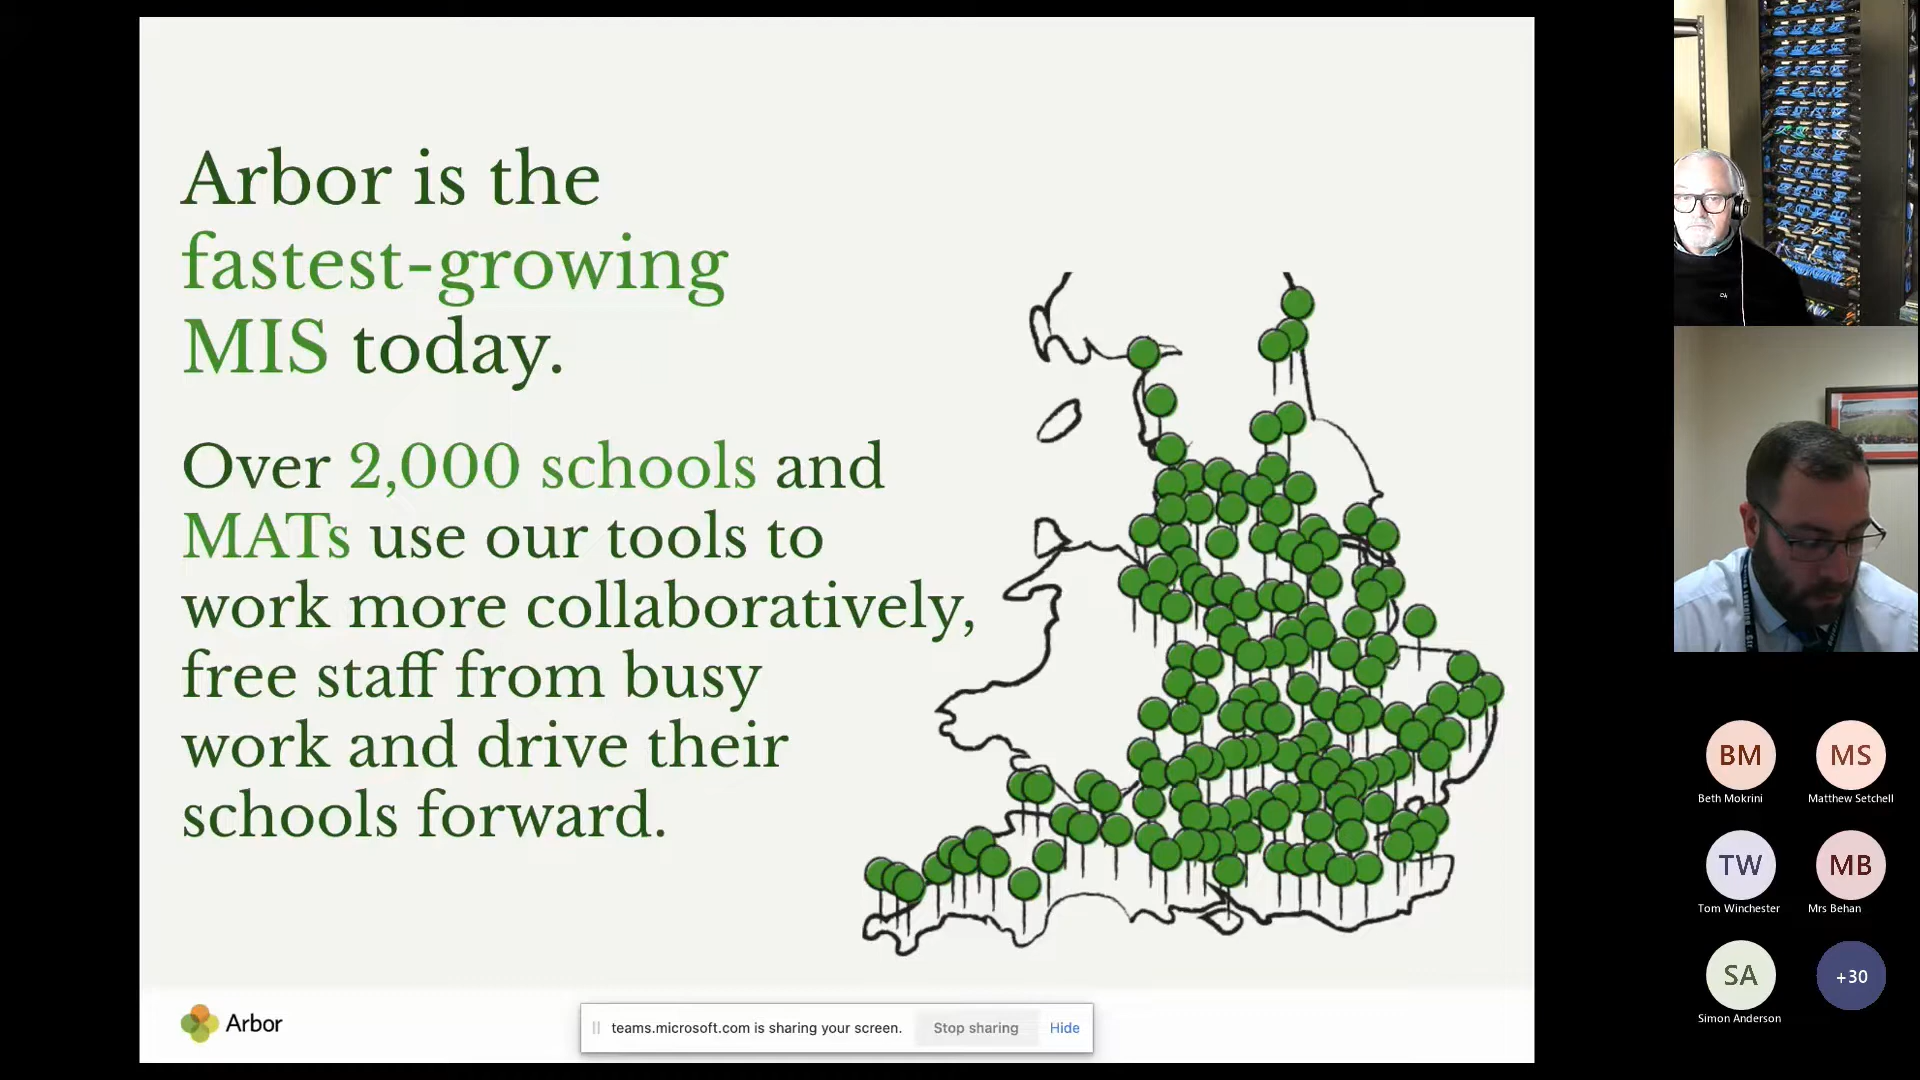 Arbor is the
fastest-growing
MIS today.
Over 2,000 schools and
MATs use our tools to
work more collaboratively,
free staff from busy
work and drive their
schools forward.
Arbor
teams.microsoft.com is sharing your screen.
Stop sharing
Hide
BM
MS
Beth Mokrini
Matthew Setchell
TW
MB
Tom Winchester
Mrs Behan
SA
+30
Simon Anderson